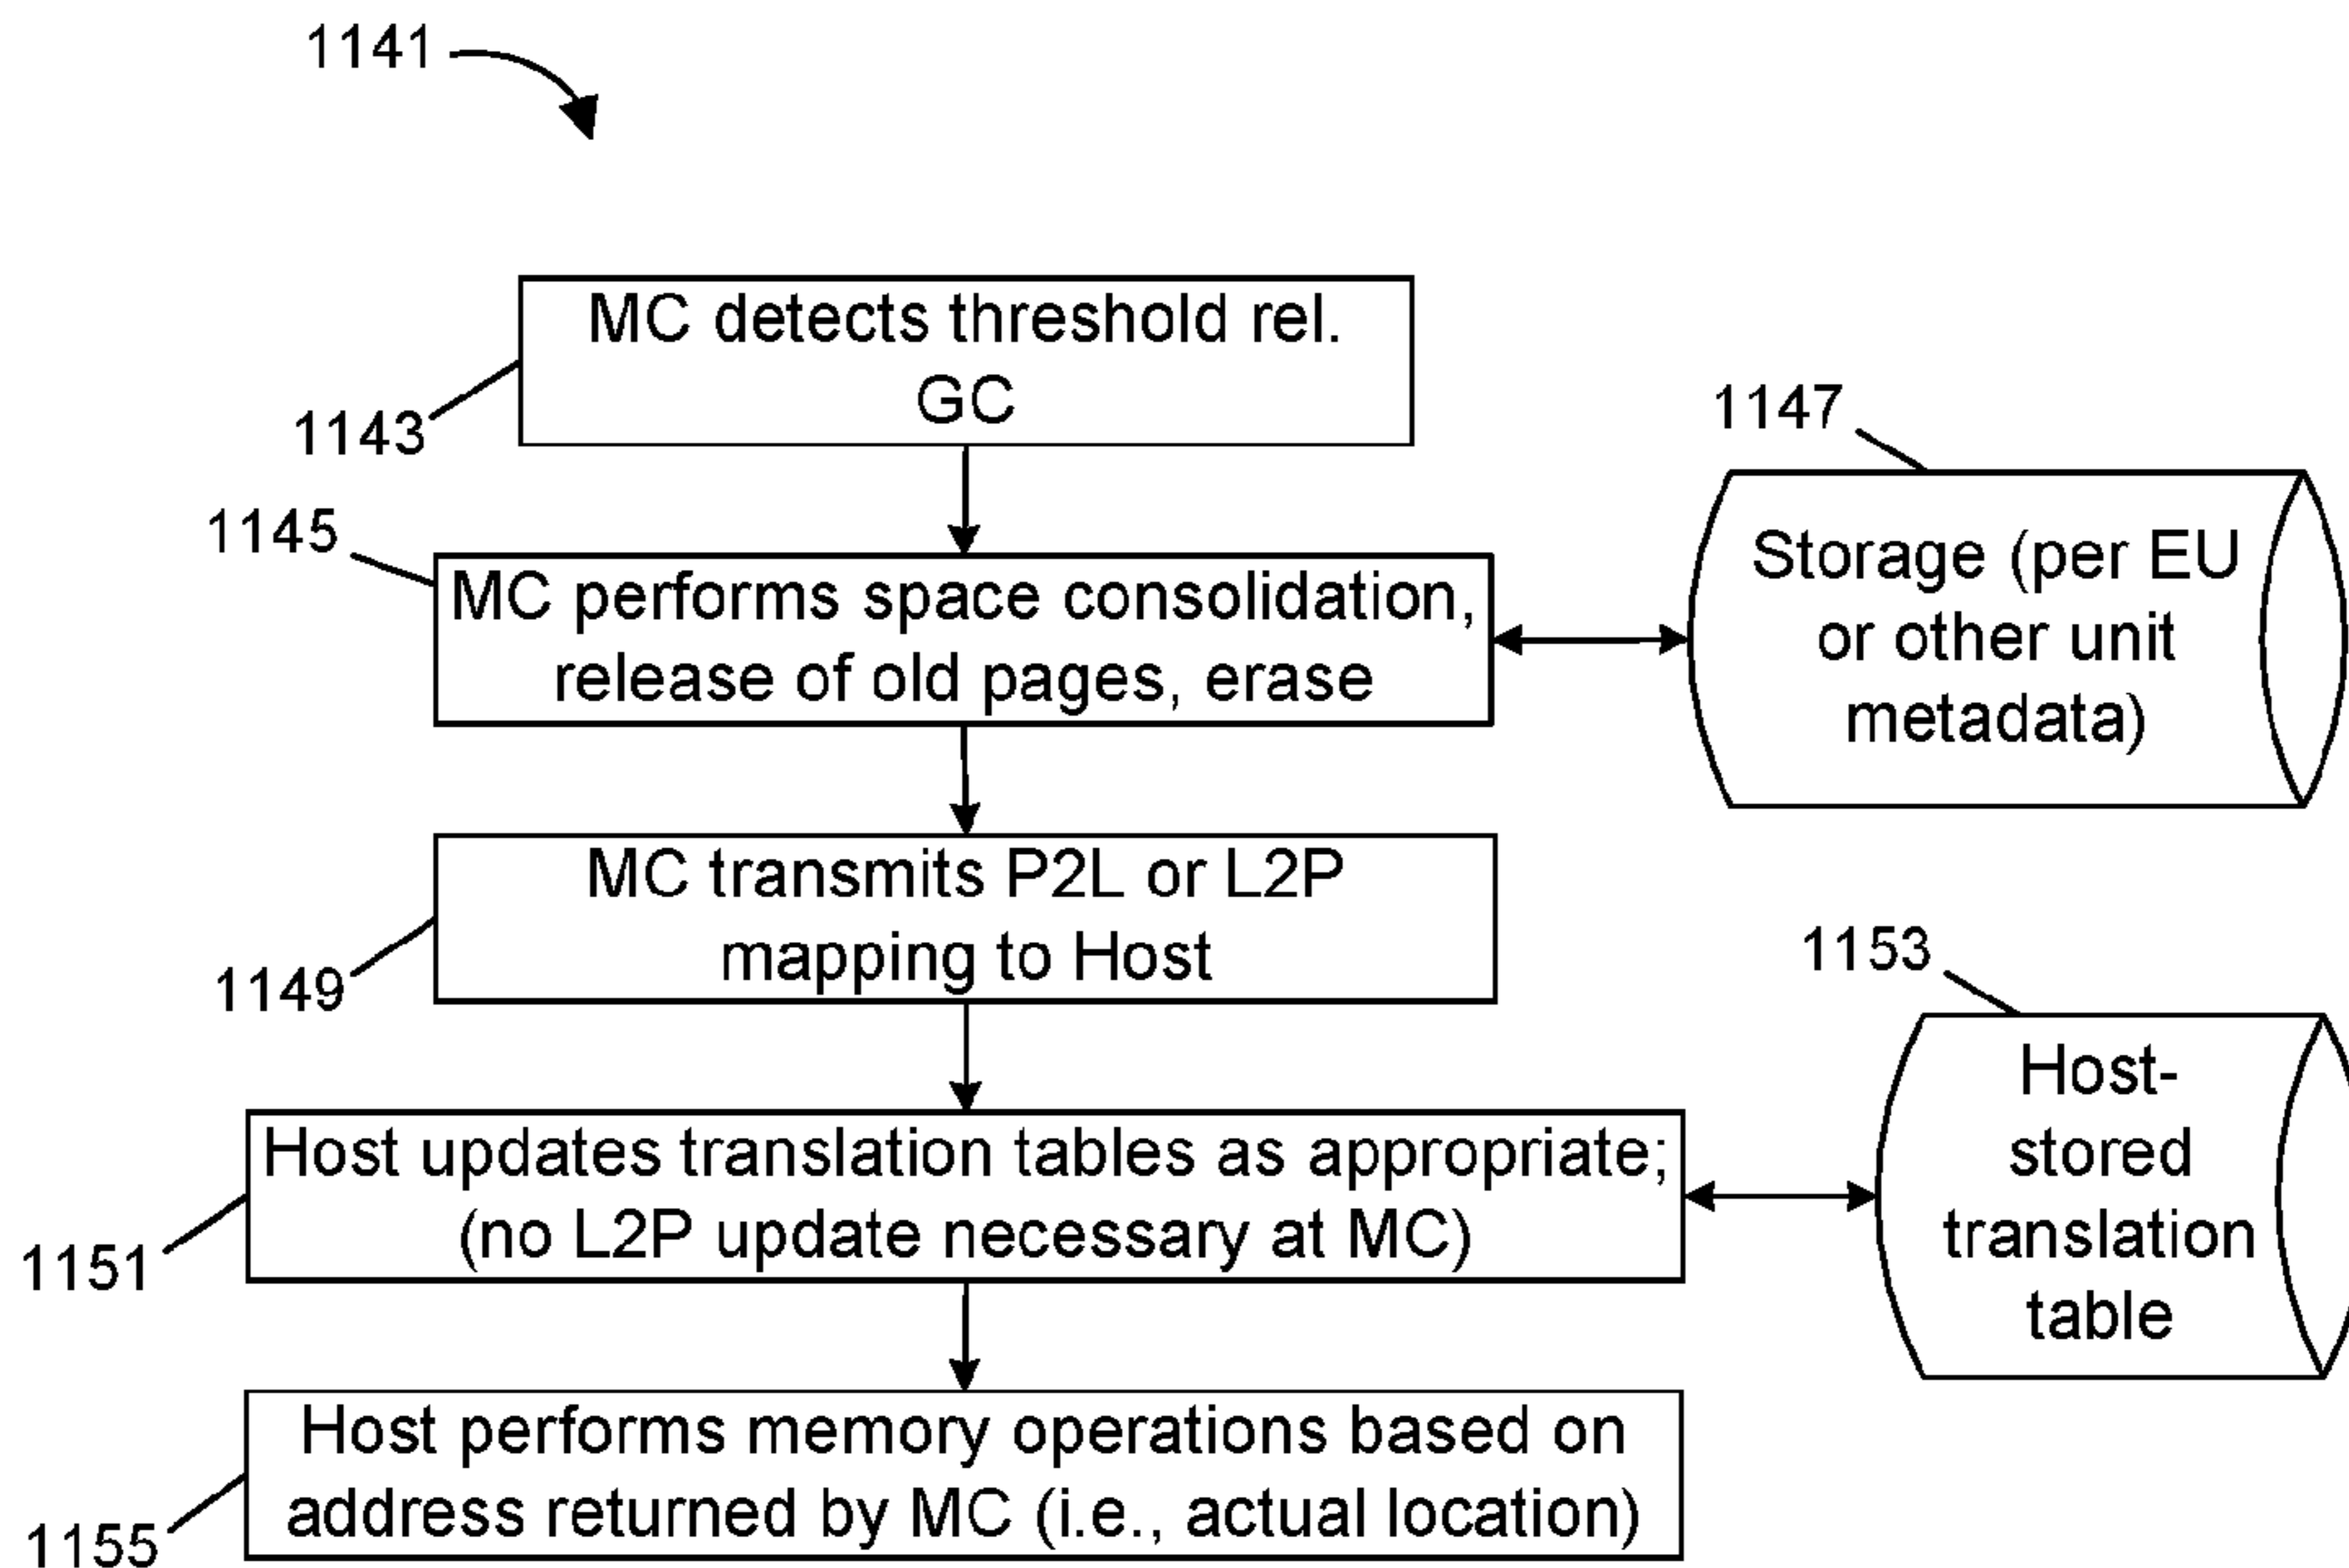 1141
MC detects threshold rel.
GC
1143
1147
1145
MC performs space consolidation,
release of old pages, erase
Storage (per EU
or other unit
metadata)
MC transmits P2L or L2P
mapping to Host
1149
1153
Host updates translation tables as appropriate;
(no L2P update necessary at MC)
1151
Host-
stored
translation
table
Host performs memory operations based on
address returned by MC (i.e., actual location)
1155